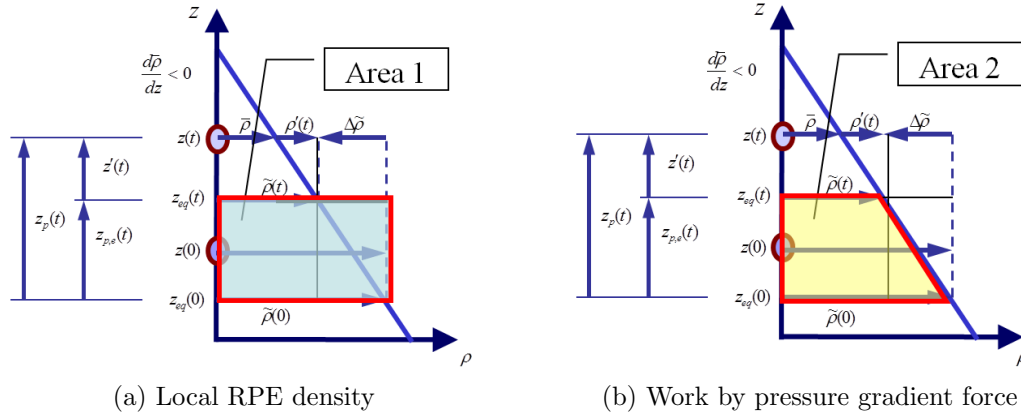 z
dρ̄/dz < 0
Area 1
z(t)
ρ̄
ρ′(t)
Δρ̃
z′(t)
z_eq(t)
ρ̃(t)
z_p(t)
z_p,e(t)
z(0)
z_eq(0)
ρ̃(0)
ρ
(a) Local RPE density
z
dρ̄/dz < 0
Area 2
z(t)
ρ̄
ρ′(t)
Δρ̃
z′(t)
z_eq(t)
ρ̃(t)
z_p(t)
z_p,e(t)
z(0)
z_eq(0)
ρ̃(0)
ρ
(b) Work by pressure gradient force